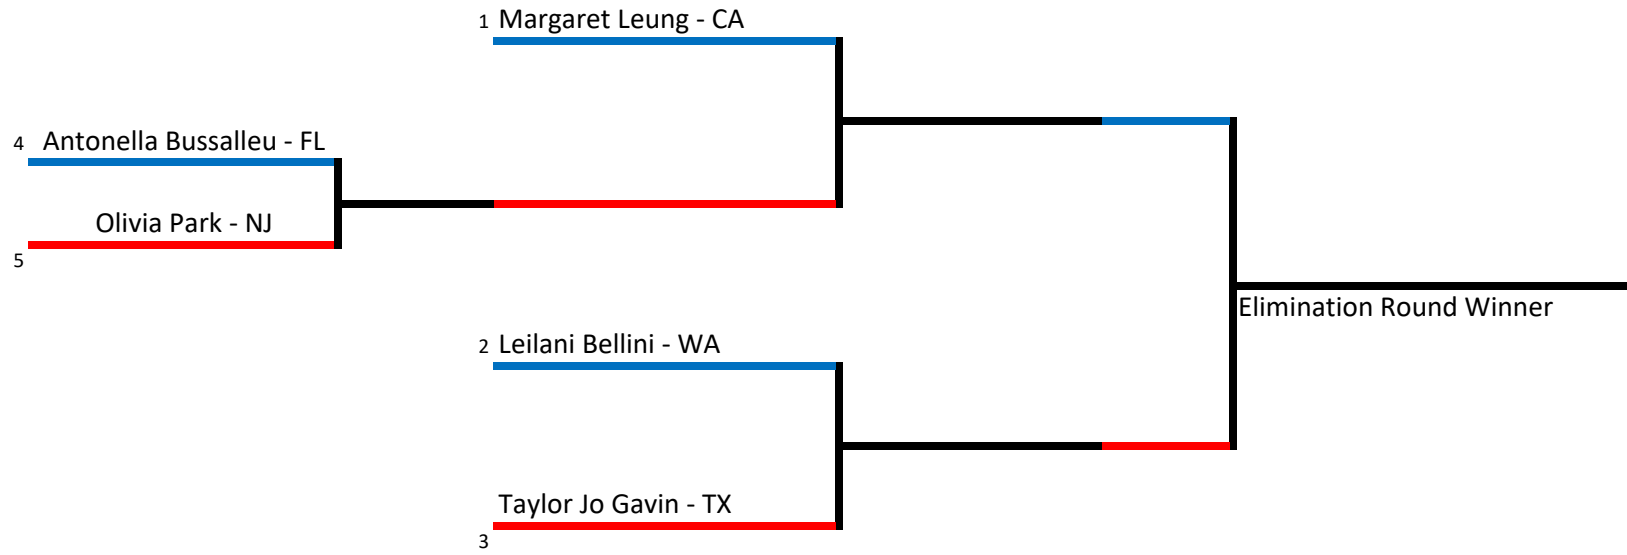 1 Margaret Leung - CA
4 Antonella Bussalleu - FL
Olivia Park - NJ
5
Elimination Round Winner
2 Leilani Bellini - WA
Taylor Jo Gavin - TX
3